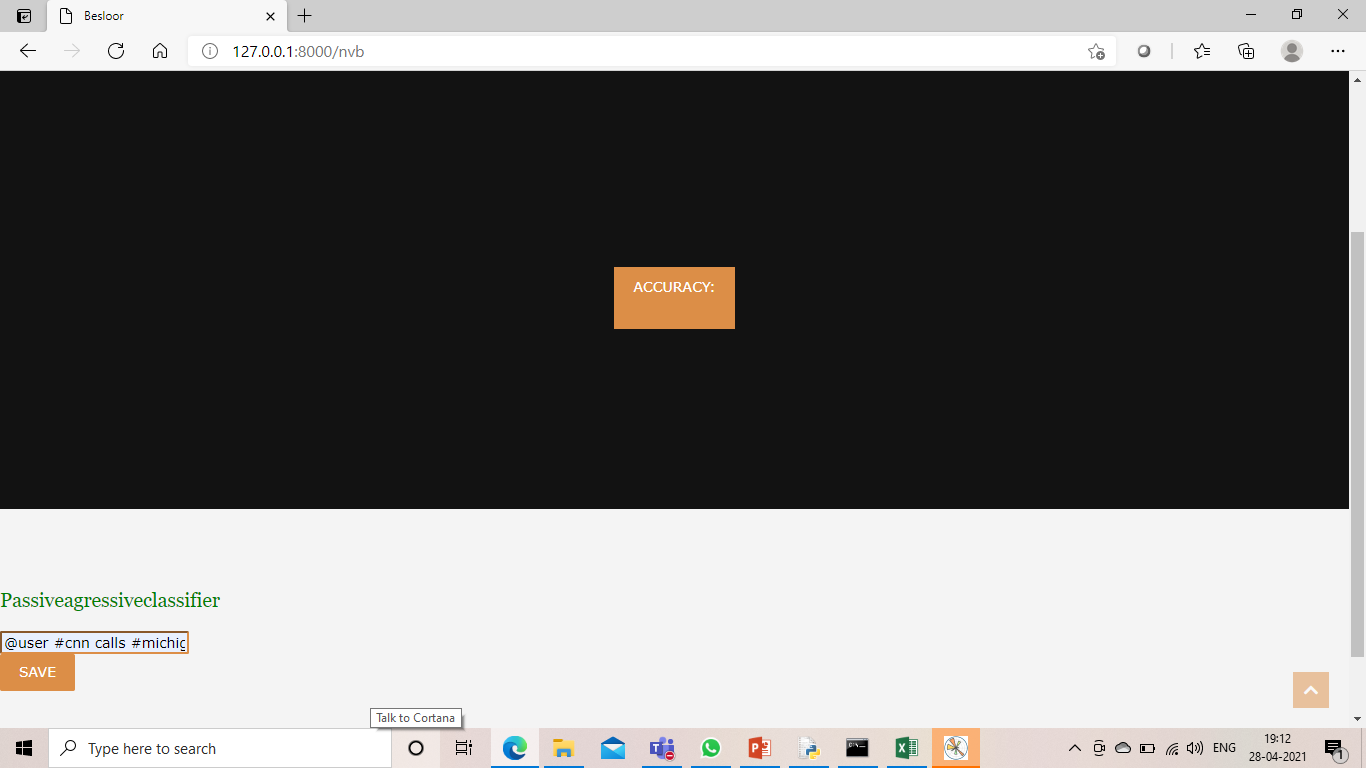 Besloor
127.0.0.1:8000/nvb
ACCURACY:
Passiveagressiveclassifier
@user #cnn calls #michig
SAVE
Talk to Cortana
Type here to search
ENG
19:12
28-04-2021
1